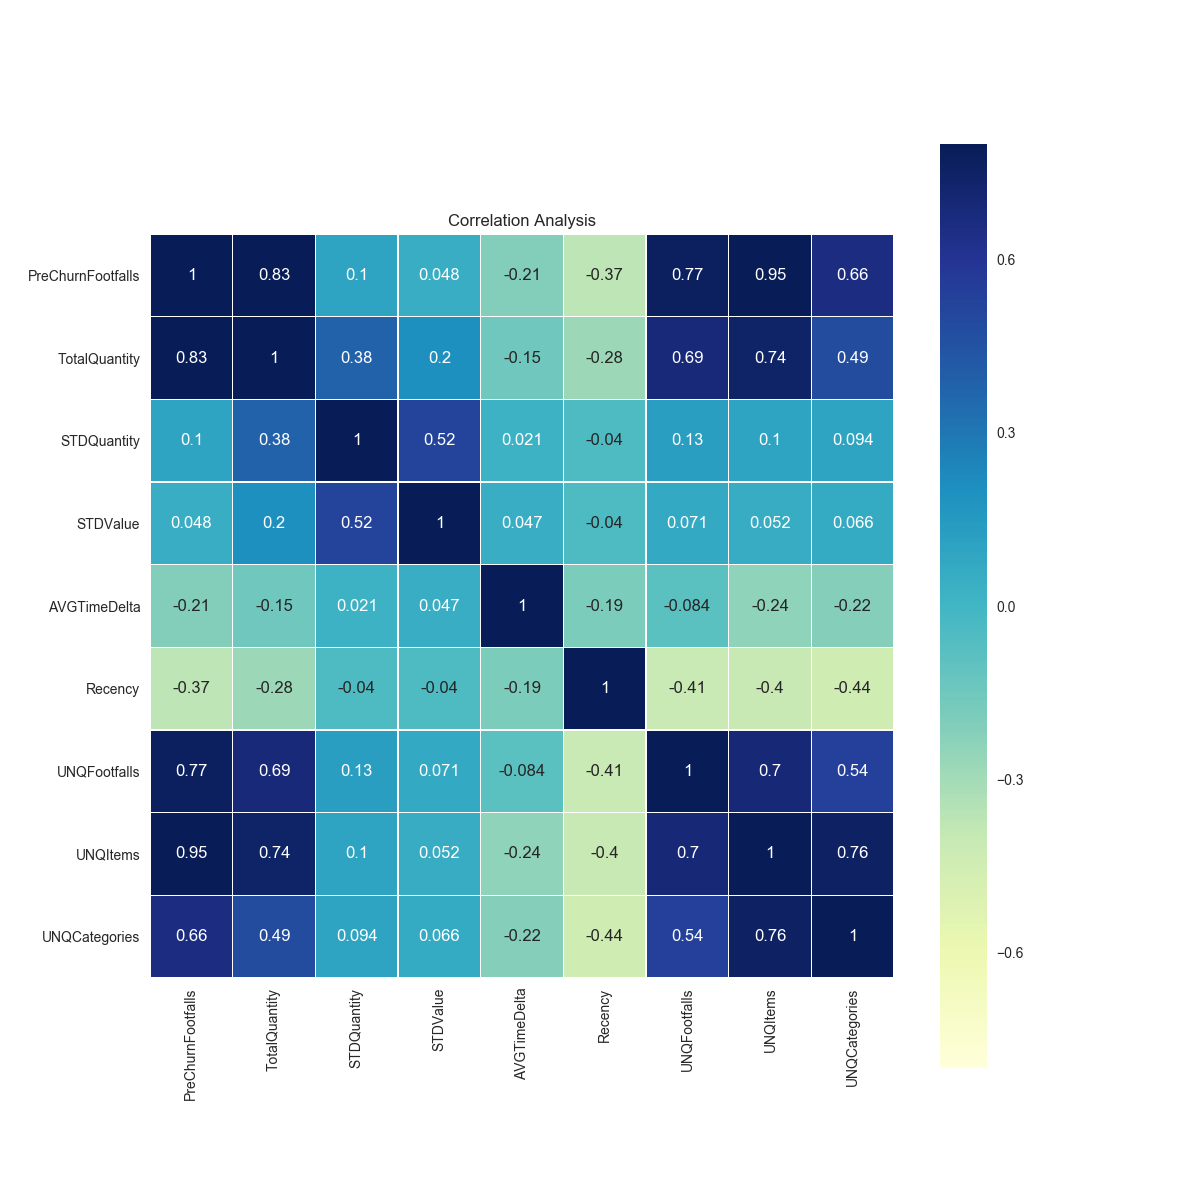 Correlation Analysis
PreChurnFootfalls 1 0.83 0.1 0.048 -0.21 -0.37 0.77 0.95 0.66
TotalQuantity 0.83 1 0.38 0.2 -0.15 -0.28 0.69 0.74 0.49
STDQuantity 0.1 0.38 1 0.52 0.021 -0.04 0.13 0.1 0.094
STDValue 0.048 0.2 0.52 1 0.047 -0.04 0.071 0.052 0.066
AVGTimeDelta -0.21 -0.15 0.021 0.047 1 -0.19 -0.084 -0.24 -0.22
Recency -0.37 -0.28 -0.04 -0.04 -0.19 1 -0.41 -0.4 -0.44
UNQFootfalls 0.77 0.69 0.13 0.071 -0.084 -0.41 1 0.7 0.54
UNQItems 0.95 0.74 0.1 0.052 -0.24 -0.4 0.7 1 0.76
UNQCategories 0.66 0.49 0.094 0.066 -0.22 -0.44 0.54 0.76 1
PreChurnFootfalls
TotalQuantity
STDQuantity
STDValue
AVGTimeDelta
Recency
UNQFootfalls
UNQItems
UNQCategories
0.6
0.3
0.0
−0.3
−0.6